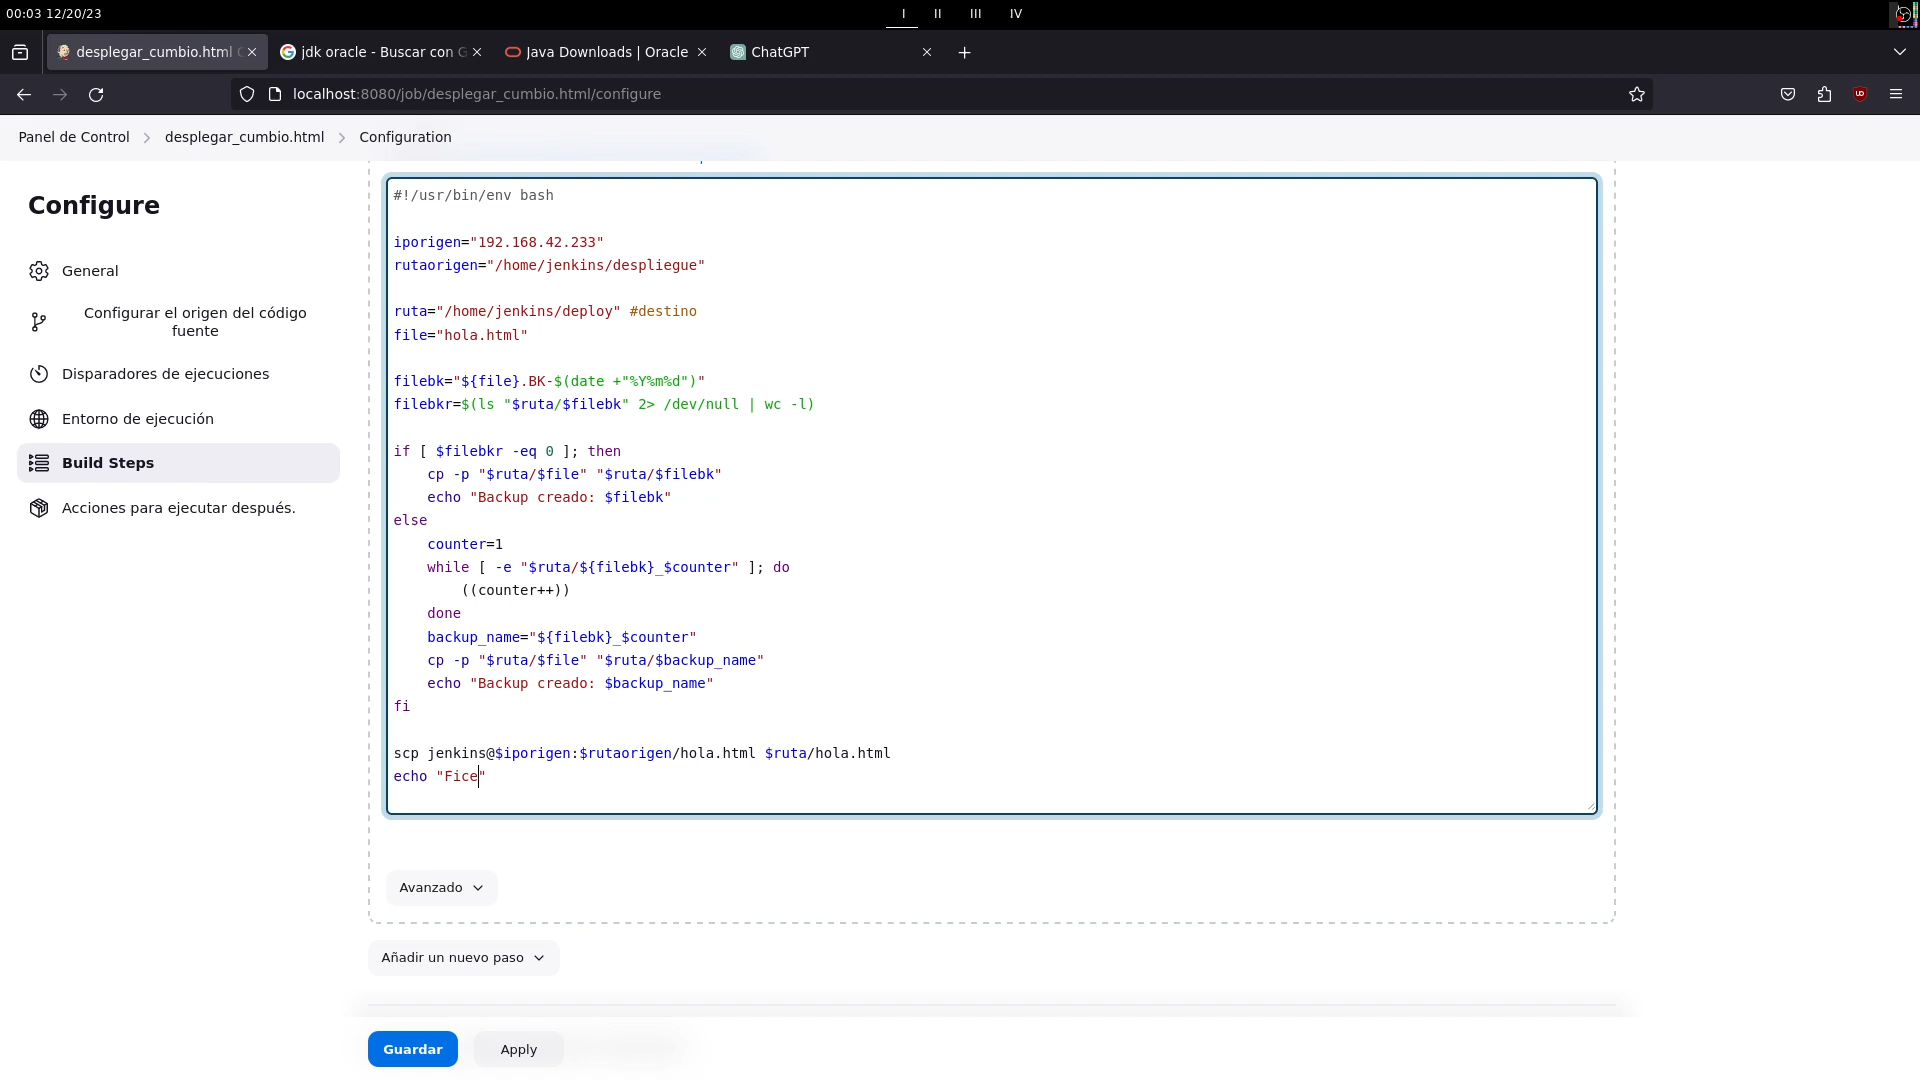 00:03 12/20/23
I II III IV
desplegar_cumbio.html
jdk oracle - Buscar con G
Java Downloads | Oracle
ChatGPT
localhost:8080/job/desplegar_cumbio.html/configure
Panel de Control > desplegar_cumbio.html > Configuration
Configure
General
Configurar el origen del código
fuente
Disparadores de ejecuciones
Entorno de ejecución
Build Steps
Acciones para ejecutar después.
#!/usr/bin/env bash
iporigen="192.168.42.233"
rutaorigen="/home/jenkins/despliegue"
ruta="/home/jenkins/deploy" #destino
file="hola.html"
filebk="${file}.BK-$(date +"%Y%m%d")"
filebkr=$(ls "$ruta/$filebk" 2> /dev/null | wc -l)
if [ $filebkr -eq 0 ]; then
    cp -p "$ruta/$file" "$ruta/$filebk"
    echo "Backup creado: $filebk"
else
    counter=1
    while [ -e "$ruta/${filebk}_$counter" ]; do
        ((counter++))
    done
    backup_name="${filebk}_$counter"
    cp -p "$ruta/$file" "$ruta/$backup_name"
    echo "Backup creado: $backup_name"
fi
scp jenkins@$iporigen:$rutaorigen/hola.html $ruta/hola.html
echo "Fice"
Avanzado
Añadir un nuevo paso
Guardar
Apply